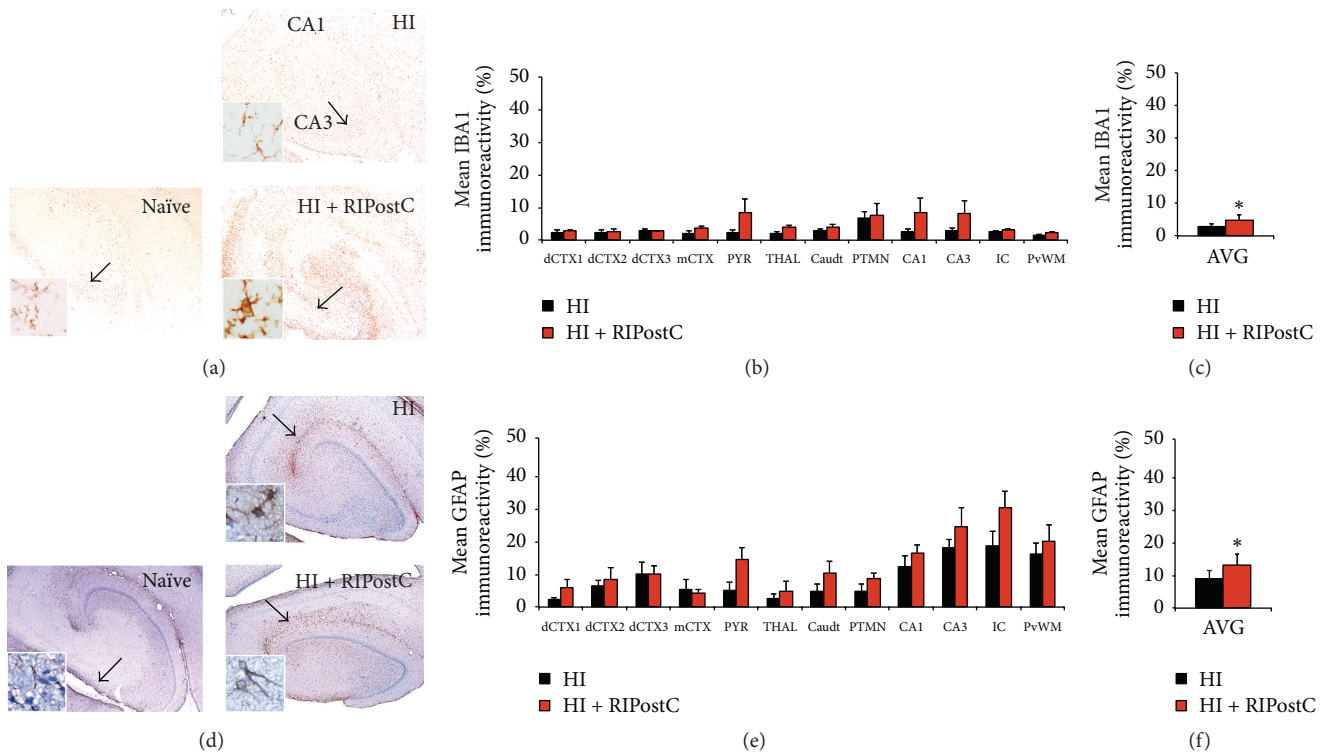 CA1
HI
CA3
Naïve
HI + RIPostC
(a)
Mean IBA1
immunoreactivity (%)
50
40
30
20
10
0
dCTX1 dCTX2 dCTX3 mCTX PYR THAL Caudt PTMN CA1 CA3 IC PvWM
HI
HI + RIPostC
(b)
Mean IBA1
immunoreactivity (%)
50
40
30
20
10
0
*
AVG
HI
HI + RIPostC
(c)
HI
Naïve
HI + RIPostC
(d)
Mean GFAP
immunoreactivity (%)
50
40
30
20
10
0
dCTX1 dCTX2 dCTX3 mCTX PYR THAL Caudt PTMN CA1 CA3 IC PvWM
HI
HI + RIPostC
(e)
Mean GFAP
immunoreactivity (%)
50
40
30
20
10
0
*
AVG
HI
HI + RIPostC
(f)